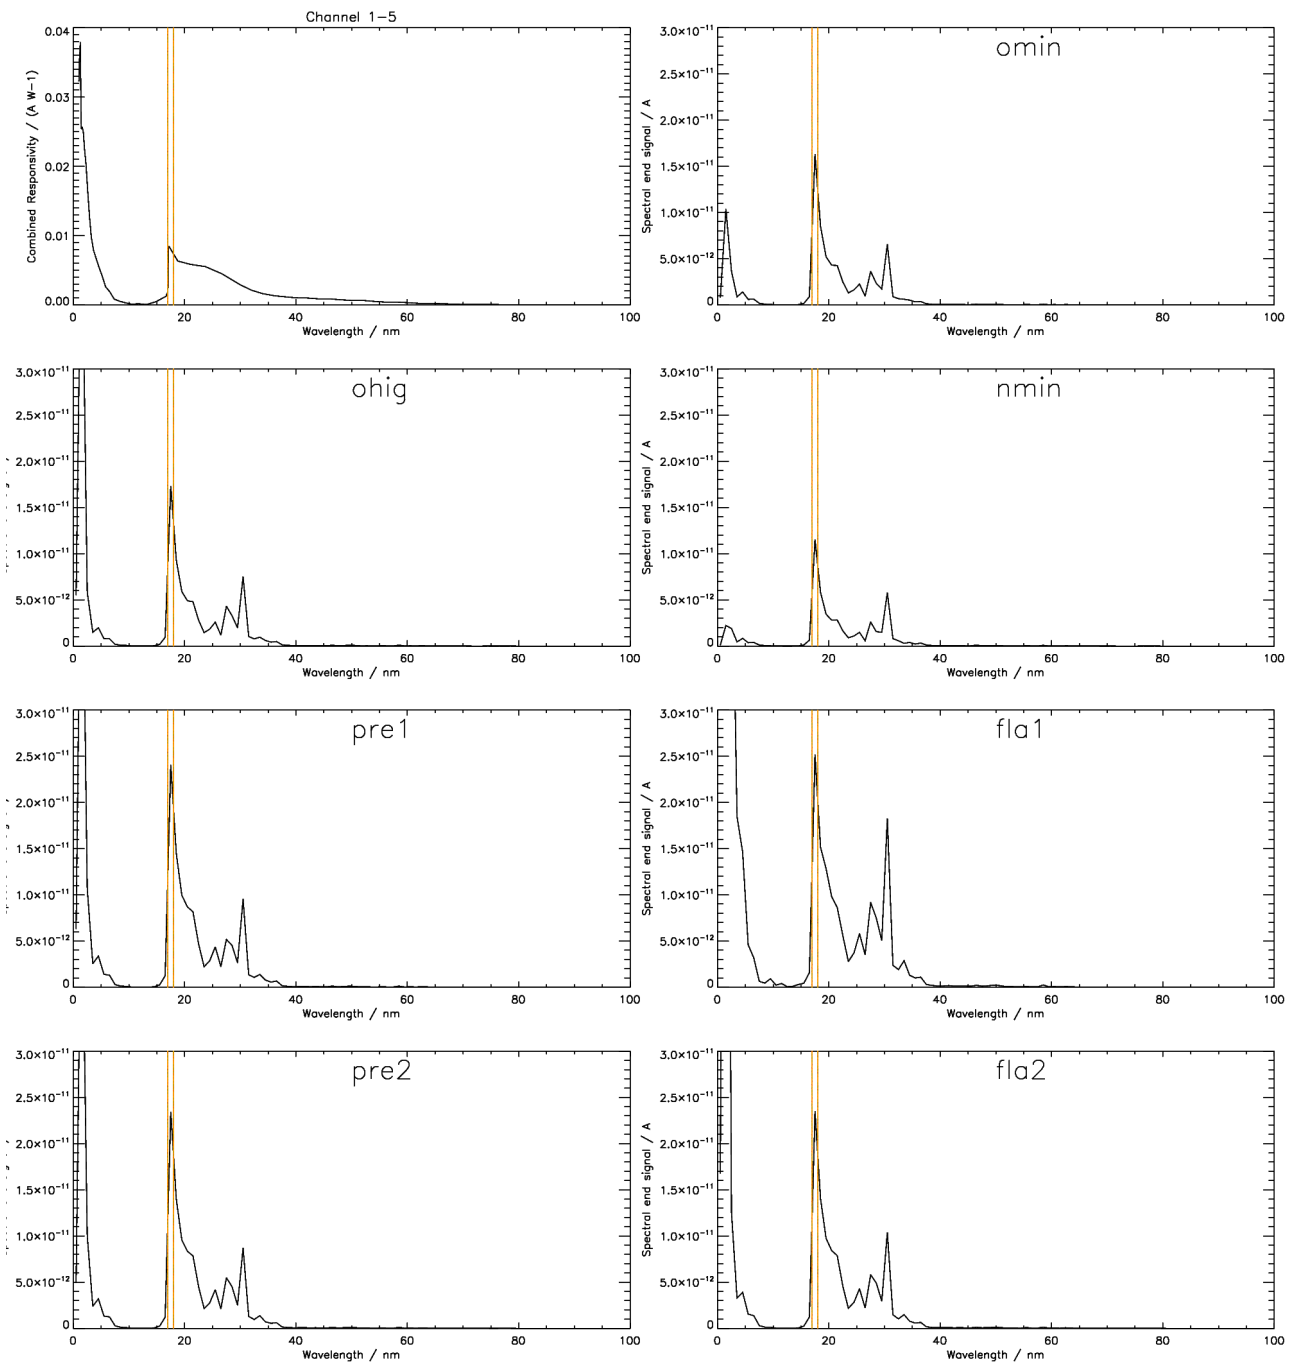 Channel 1-5
0.04
0.03
0.02
0.01
0.00
Combined Responsivity / (A W-1)
0 20 40 60 80 100
Wavelength / nm
omin
3.0×10⁻¹¹
2.5×10⁻¹¹
2.0×10⁻¹¹
1.5×10⁻¹¹
1.0×10⁻¹¹
5.0×10⁻¹²
0
Spectral end signal / A
0 20 40 60 80 100
Wavelength / nm
ohig
3.0×10⁻¹¹
2.5×10⁻¹¹
2.0×10⁻¹¹
1.5×10⁻¹¹
1.0×10⁻¹¹
5.0×10⁻¹²
0
0 20 40 60 80 100
Wavelength / nm
nmin
3.0×10⁻¹¹
2.5×10⁻¹¹
2.0×10⁻¹¹
1.5×10⁻¹¹
1.0×10⁻¹¹
5.0×10⁻¹²
0
Spectral end signal / A
0 20 40 60 80 100
Wavelength / nm
pre1
3.0×10⁻¹¹
2.5×10⁻¹¹
2.0×10⁻¹¹
1.5×10⁻¹¹
1.0×10⁻¹¹
5.0×10⁻¹²
0
0 20 40 60 80 100
Wavelength / nm
fla1
3.0×10⁻¹¹
2.5×10⁻¹¹
2.0×10⁻¹¹
1.5×10⁻¹¹
1.0×10⁻¹¹
5.0×10⁻¹²
0
Spectral end signal / A
0 20 40 60 80 100
Wavelength / nm
pre2
3.0×10⁻¹¹
2.5×10⁻¹¹
2.0×10⁻¹¹
1.5×10⁻¹¹
1.0×10⁻¹¹
5.0×10⁻¹²
0
0 20 40 60 80 100
Wavelength / nm
fla2
3.0×10⁻¹¹
2.5×10⁻¹¹
2.0×10⁻¹¹
1.5×10⁻¹¹
1.0×10⁻¹¹
5.0×10⁻¹²
0
Spectral end signal / A
0 20 40 60 80 100
Wavelength / nm